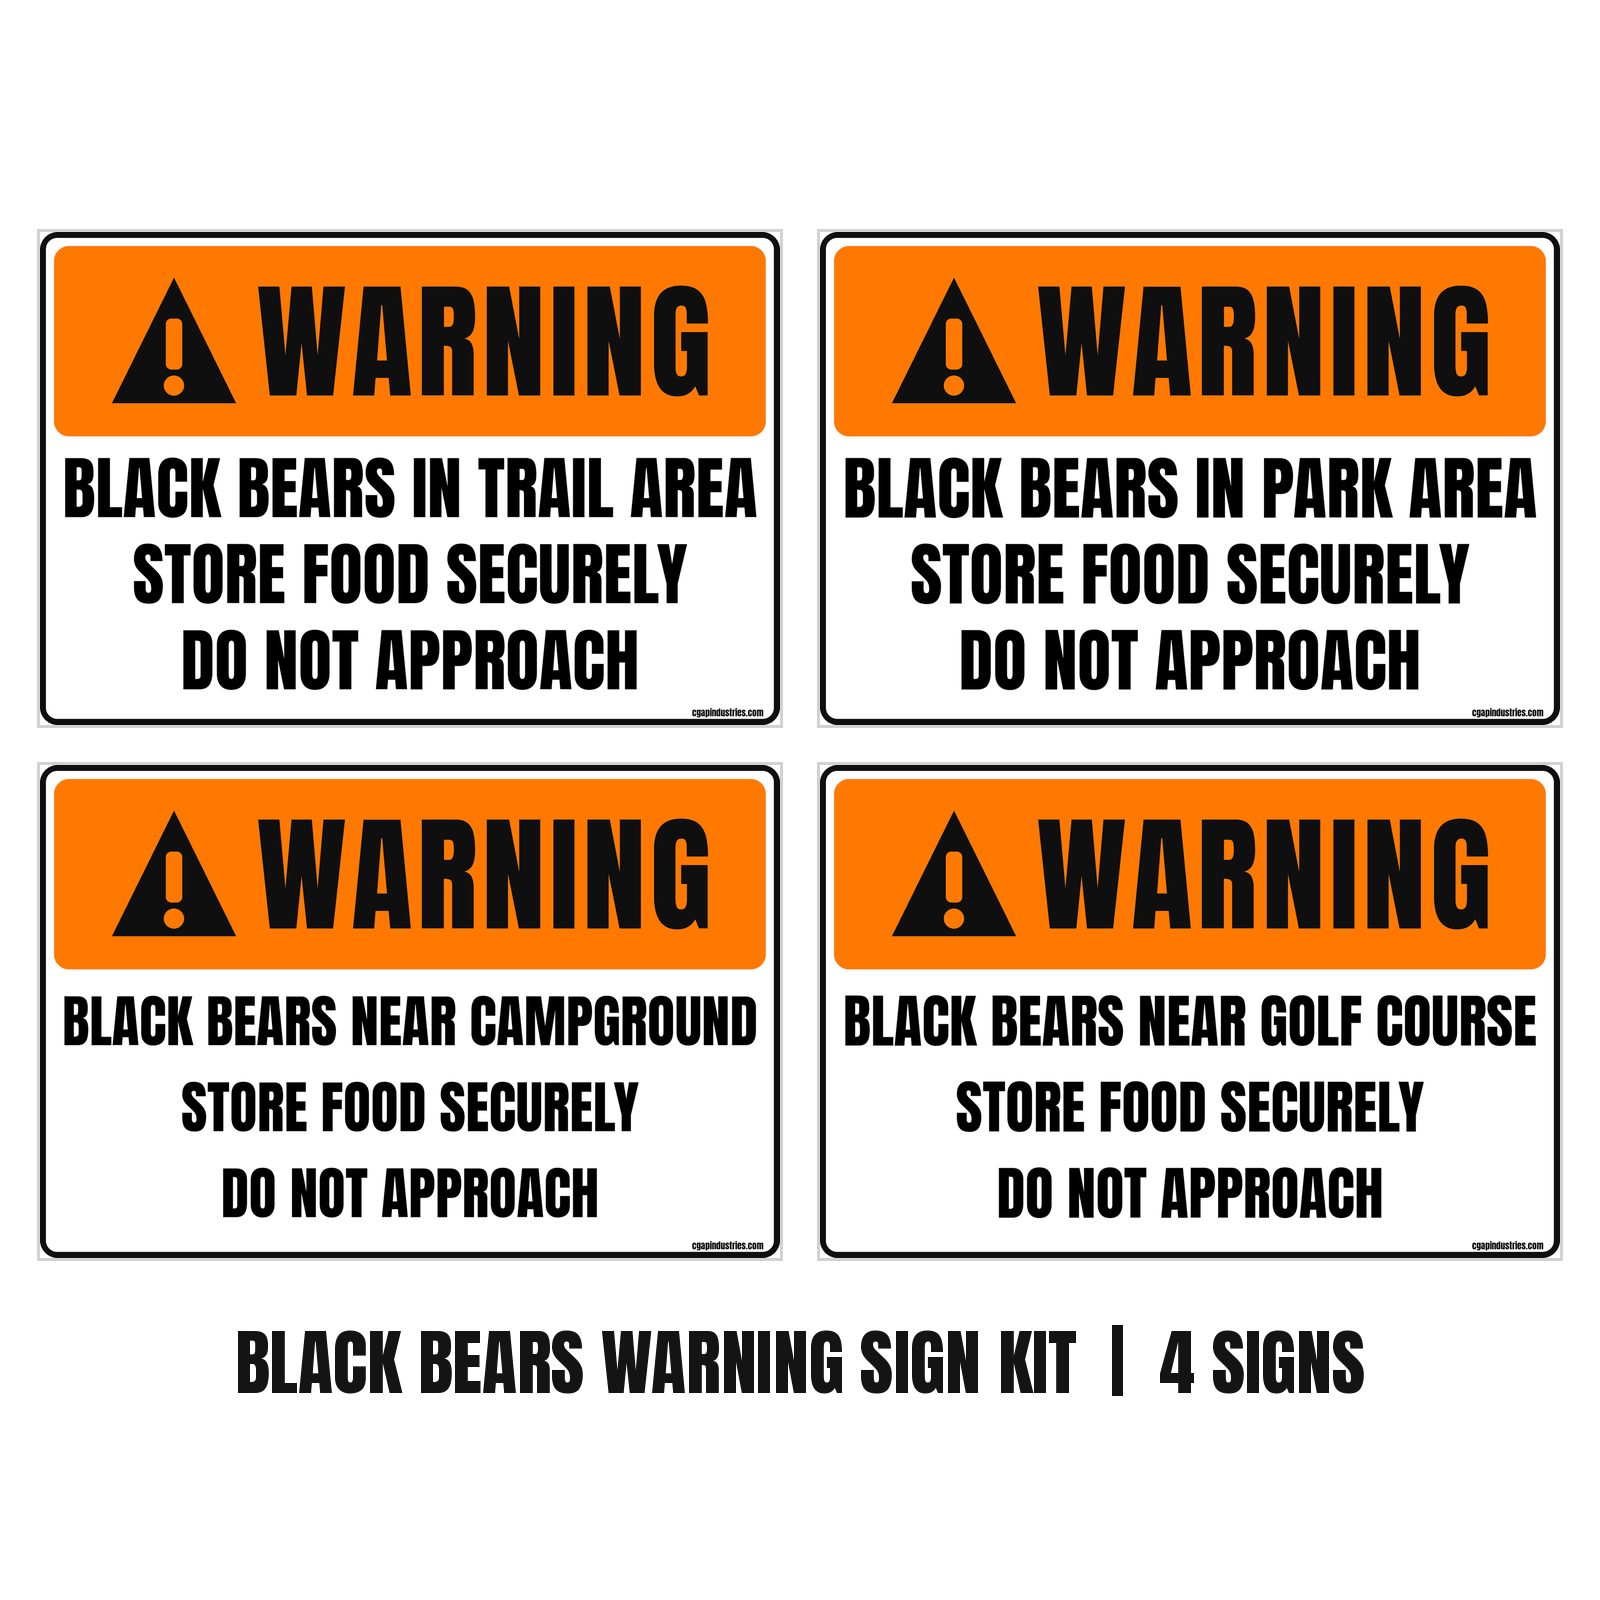 WARNING
BLACK BEARS IN TRAIL AREA
STORE FOOD SECURELY
DO NOT APPROACH
cgapindustries.com
WARNING
BLACK BEARS IN PARK AREA
STORE FOOD SECURELY
DO NOT APPROACH
cgapindustries.com
WARNING
BLACK BEARS NEAR CAMPGROUND
STORE FOOD SECURELY
DO NOT APPROACH
cgapindustries.com
WARNING
BLACK BEARS NEAR GOLF COURSE
STORE FOOD SECURELY
DO NOT APPROACH
cgapindustries.com
BLACK BEARS WARNING SIGN KIT | 4 SIGNS